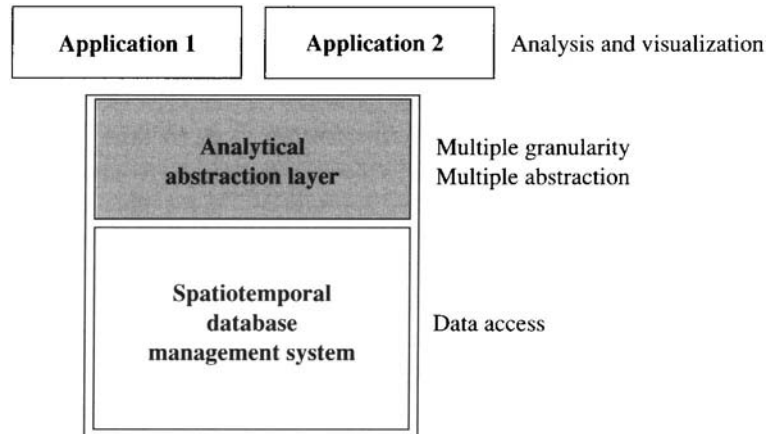 Application 1
Application 2
Analysis and visualization
Analytical
abstraction layer
Multiple granularity
Multiple abstraction
Spatiotemporal
database
management system
Data access